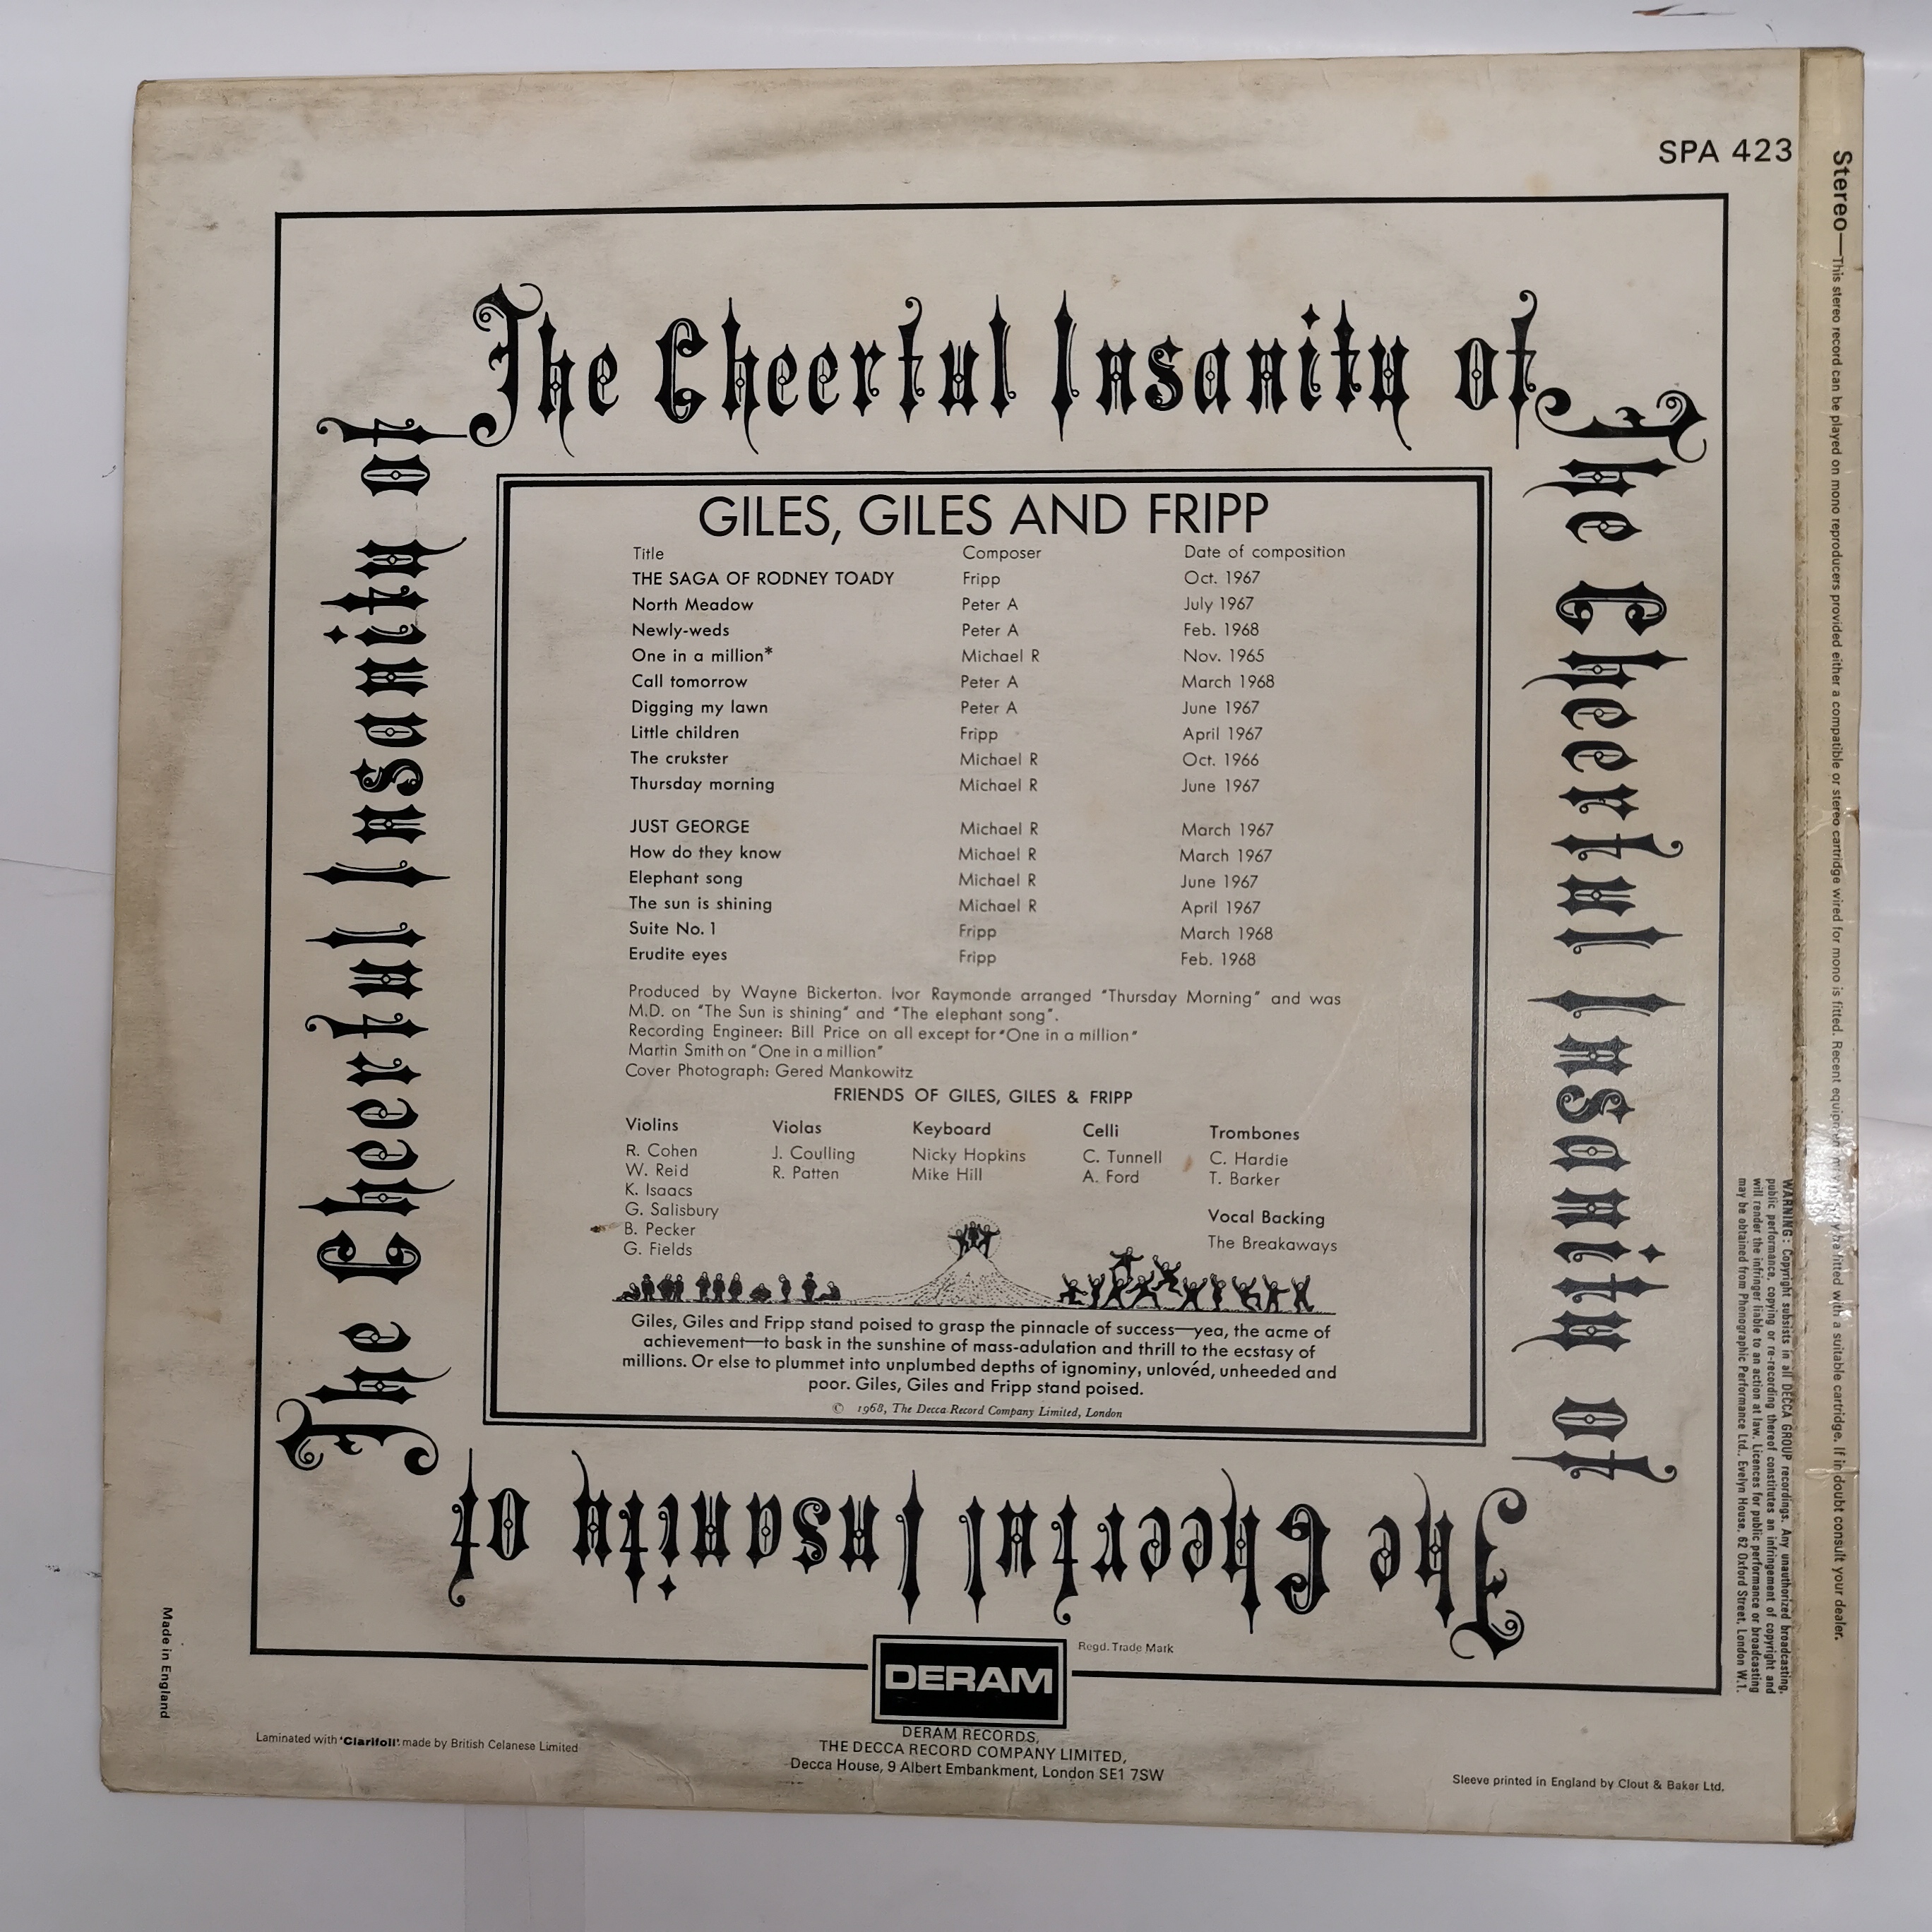 SPA 423
The Cheerful Insanity of
The Cheerful Insanity of
The Cheerful Insanity of
The Cheerful Insanity of
GILES, GILES AND FRIPP
Title Composer Date of composition
THE SAGA OF RODNEY TOADY Fripp Oct. 1967
North Meadow Peter A July 1967
Newly-weds Peter A Feb. 1968
One in a million* Michael R Nov. 1965
Call tomorrow Peter A March 1968
Digging my lawn Peter A June 1967
Little children Fripp April 1967
The crukster Michael R Oct. 1966
Thursday morning Michael R June 1967
JUST GEORGE Michael R March 1967
How do they know Michael R March 1967
Elephant song Michael R June 1967
The sun is shining Michael R April 1967
Suite No. 1 Fripp March 1968
Erudite eyes Fripp Feb. 1968
Produced by Wayne Bickerton. Ivor Raymonde arranged "Thursday Morning" and was
M.D. on "The Sun is shining" and "The elephant song".
Recording Engineer: Bill Price on all except for "One in a million"
Martin Smith on "One in a million"
Cover Photograph: Gered Mankowitz
FRIENDS OF GILES, GILES & FRIPP
Violins Violas Keyboard Celli Trombones
R. Cohen J. Coulling Nicky Hopkins C. Tunnell C. Hardie
W. Reid R. Patten Mike Hill A. Ford T. Barker
K. Isaacs
G. Salisbury Vocal Backing
B. Pecker The Breakaways
G. Fields
Giles, Giles and Fripp stand poised to grasp the pinnacle of success—yea, the acme of
achievement—to bask in the sunshine of mass-adulation and thrill to the ecstasy of
millions. Or else to plummet into unplumbed depths of ignominy, unlovéd, unheeded and
poor. Giles, Giles and Fripp stand poised.
© 1968, The Decca Record Company Limited, London
DERAM
Regd. Trade Mark
DERAM RECORDS,
THE DECCA RECORD COMPANY LIMITED,
Decca House, 9 Albert Embankment, London SE1 7SW
Made in England
Laminated with 'Clarifoil' made by British Celanese Limited
Sleeve printed in England by Clout & Baker Ltd.
WARNING: Copyright subsists in all DECCA GROUP recordings. Any unauthorized broadcasting,
public performance, copying or re-recording thereof constitutes an infringement of copyright and
will render the infringer liable to an action at law. Licences for public performance or broadcasting
may be obtained from Phonographic Performance Ltd., Evelyn House, 62 Oxford Street, London W.1.
Stereo—This stereo record can be played on mono reproducers provided either a compatible or stereo cartridge wired for mono is fitted. Recent equipment may be fitted with a suitable cartridge. If in doubt consult your dealer.